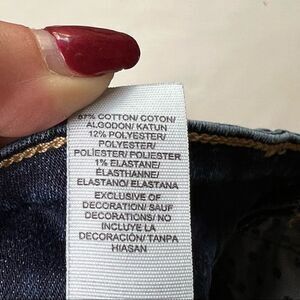 87% COTTON/ COTON/
ALGODON/ KATUN
12% POLYESTER/
POLYESTER/
POLIESTER/ POLIESTER
1% ELASTANE/
ÉLASTHANNE/
ELASTANO/ ELASTANA
EXCLUSIVE OF
DECORATION/ SAUF
DECORATIONS/ NO
INCLUYE LA
DECORACIÓN/ TANPA
HIASAN